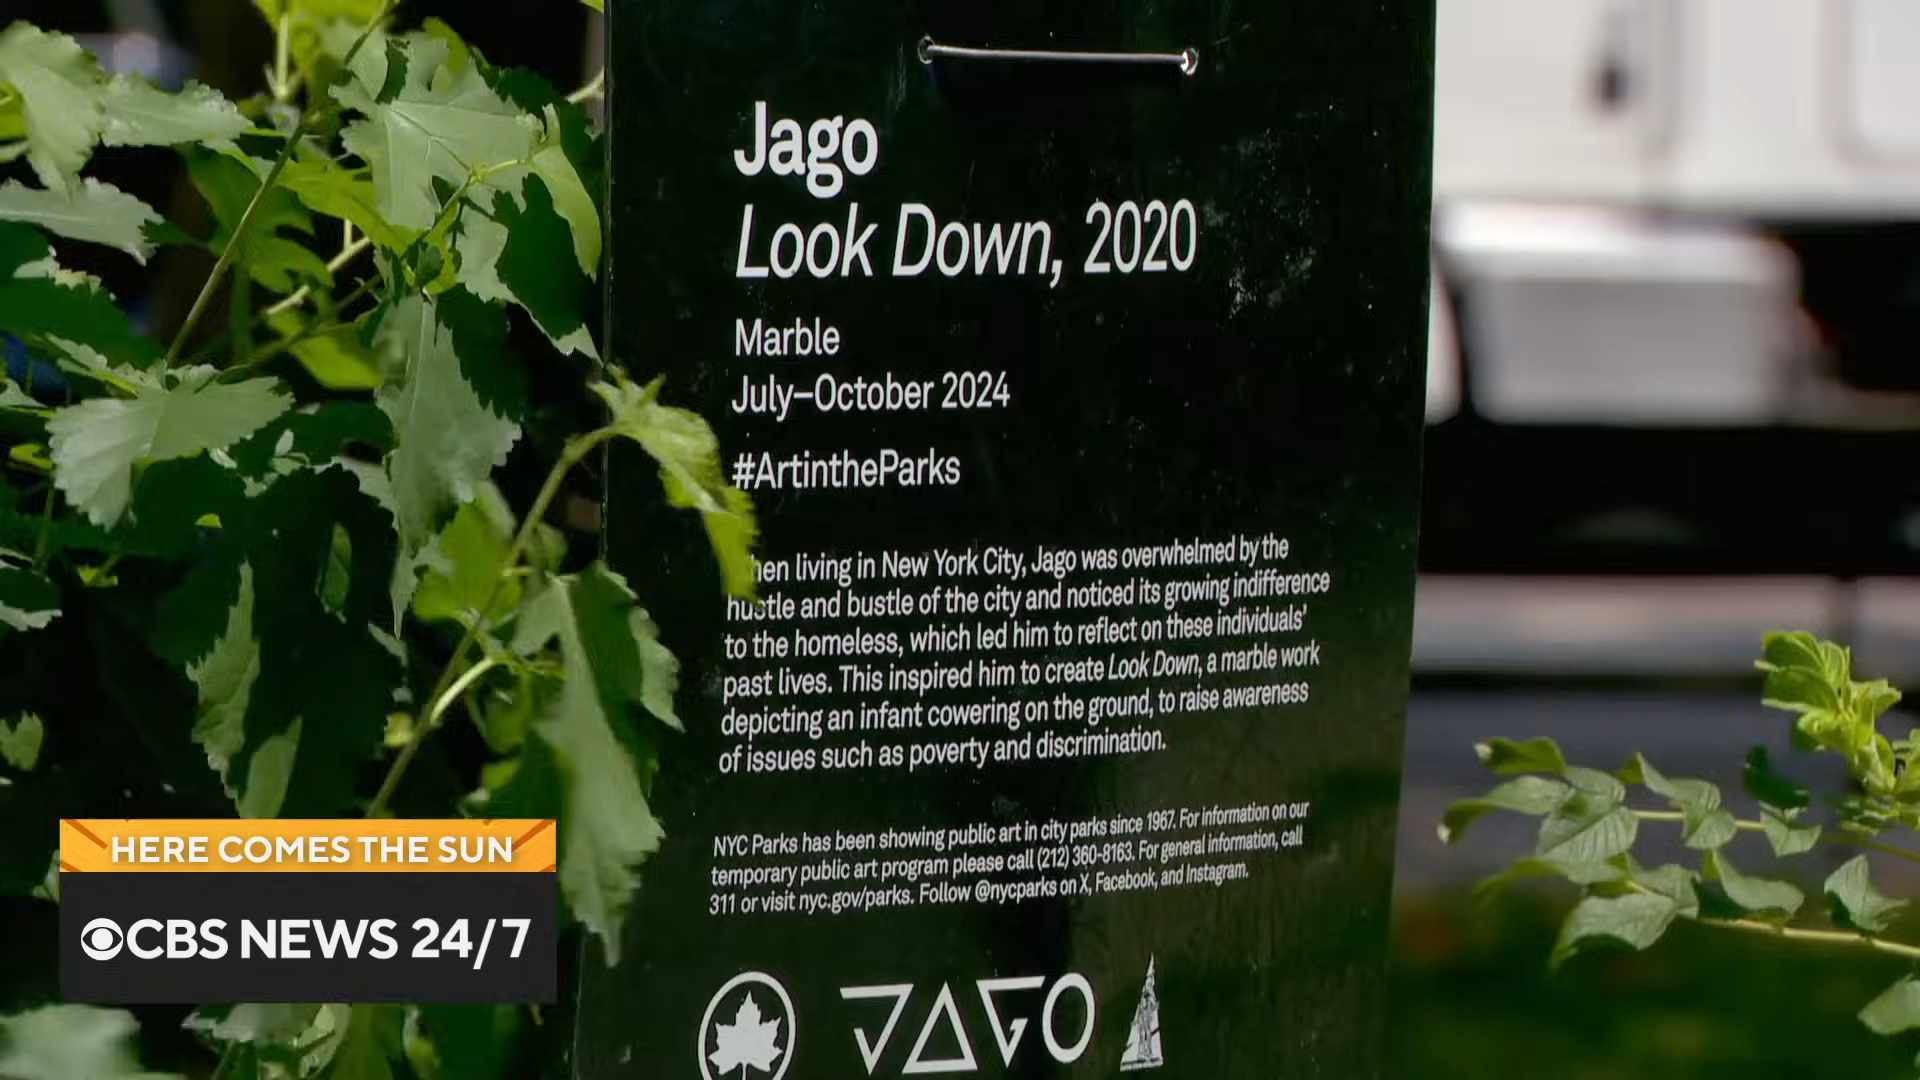 Jago
Look Down, 2020
Marble
July–October 2024
#ArtintheParks
hen living in New York City, Jago was overwhelmed by the
hustle and bustle of the city and noticed its growing indifference
to the homeless, which led him to reflect on these individuals'
past lives. This inspired him to create Look Down, a marble work
depicting an infant cowering on the ground, to raise awareness
of issues such as poverty and discrimination.
NYC Parks has been showing public art in city parks since 1967. For information on our
temporary public art program please call (212) 360-8163. For general information, call
311 or visit nyc.gov/parks. Follow @nycparks on X, Facebook, and Instagram.
JAGO
HERE COMES THE SUN
CBS NEWS 24/7